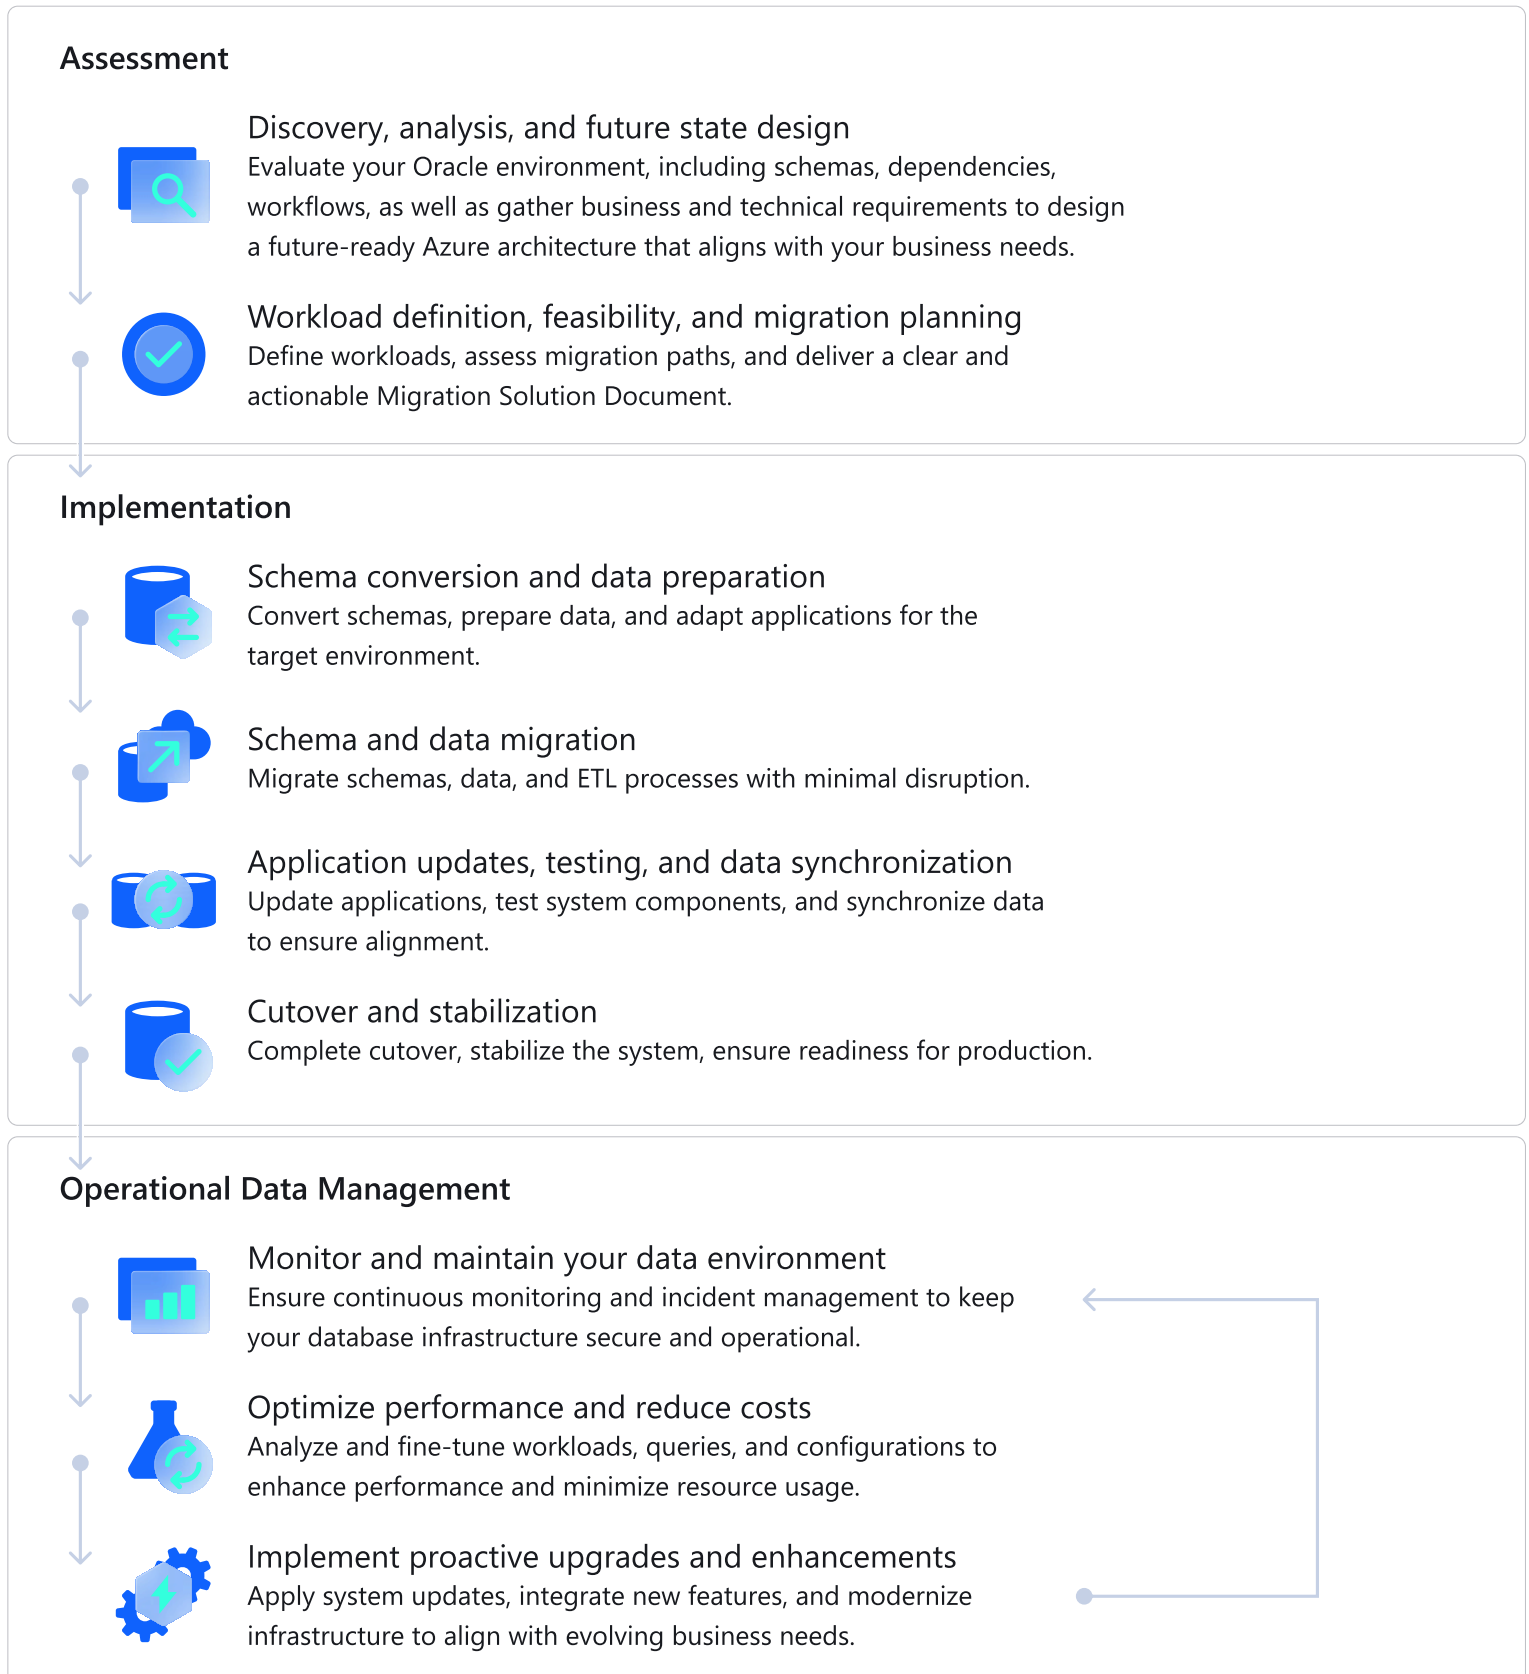 Assessment
Discovery, analysis, and future state design
Evaluate your Oracle environment, including schemas, dependencies,
workflows, as well as gather business and technical requirements to design
a future-ready Azure architecture that aligns with your business needs.
Workload definition, feasibility, and migration planning
Define workloads, assess migration paths, and deliver a clear and
actionable Migration Solution Document.
Implementation
Schema conversion and data preparation
Convert schemas, prepare data, and adapt applications for the
target environment.
Schema and data migration
Migrate schemas, data, and ETL processes with minimal disruption.
Application updates, testing, and data synchronization
Update applications, test system components, and synchronize data
to ensure alignment.
Cutover and stabilization
Complete cutover, stabilize the system, ensure readiness for production.
Operational Data Management
Monitor and maintain your data environment
Ensure continuous monitoring and incident management to keep
your database infrastructure secure and operational.
Optimize performance and reduce costs
Analyze and fine-tune workloads, queries, and configurations to
enhance performance and minimize resource usage.
Implement proactive upgrades and enhancements
Apply system updates, integrate new features, and modernize
infrastructure to align with evolving business needs.